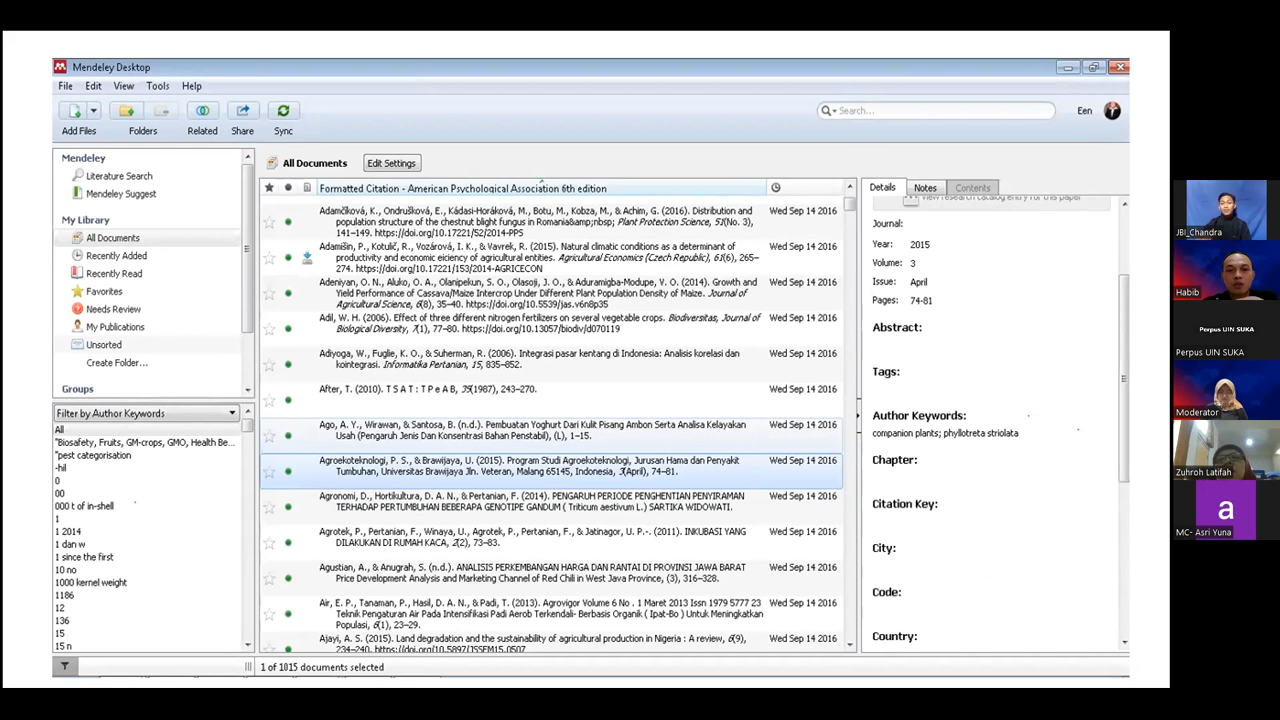 Mendeley Desktop
File Edit View Tools Help
Add Files Folders Related Share Sync
Search...
Een
Mendeley
Literature Search
Mendeley Suggest
My Library
All Documents
Recently Added
Recently Read
Favorites
Needs Review
My Publications
Unsorted
Create Folder...
Groups
Filter by Author Keywords
All
"Biosafety, Fruits, GM-crops, GMO, Health Be...
"pest categorisation
-hil
0
00
000 t of in-shell
1
1 2014
1 dan w
1 since the first
10 no
1000 kernel weight
1186
12
136
15
15 n
All Documents Edit Settings
Formatted Citation - American Psychological Association 6th edition
Adamčíková, K., Ondrušková, E., Kádasi-Horáková, M., Botu, M., Kobza, M., & Achim, G. (2016). Distribution and Wed Sep 14 2016
population structure of the chestnut blight fungus in Romania&amp;nbsp; Plant Protection Science, 51(No. 3),
141–149. https://doi.org/10.17221/52/2014-PPS
Adamišin, P., Kotulič, R., Vozárová, I. K., & Vavrek, R. (2015). Natural climatic conditions as a determinant of Wed Sep 14 2016
productivity and economic eiciency of agricultural entities. Agricultural Economics (Czech Republic), 61(6), 265–
274. https://doi.org/10.17221/153/2014-AGRICECON
Adeniyan, O. N., Aluko, O. A., Olanipekun, S. O., Olasoji, J. O., & Aduramigba-Modupe, V. O. (2014). Growth and Wed Sep 14 2016
Yield Performance of Cassava/Maize Intercrop Under Different Plant Population Density of Maize. Journal of
Agricultural Science, 6(8), 35–40. https://doi.org/10.5539/jas.v6n8p35
Adil, W. H. (2006). Effect of three different nitrogen fertilizers on several vegetable crops. Biodiversitas, Journal of Wed Sep 14 2016
Biological Diversity, 7(1), 77–80. https://doi.org/10.13057/biodiv/d070119
Adiyoga, W., Fuglie, K. O., & Suherman, R. (2006). Integrasi pasar kentang di Indonesia: Analisis korelasi dan Wed Sep 14 2016
kointegrasi. Informatika Pertanian, 15, 835–852.
After, T. (2010). T S A T : T P e A B, 35(1987), 243–270. Wed Sep 14 2016
Ago, A. Y., Wirawan, & Santosa, B. (n.d.). Pembuatan Yoghurt Dari Kulit Pisang Ambon Serta Analisa Kelayakan Wed Sep 14 2016
Usah (Pengaruh Jenis Dan Konsentrasi Bahan Penstabil), (L), 1–15.
Agroekoteknologi, P. S., & Brawijaya, U. (2015). Program Studi Agroekoteknologi, Jurusan Hama dan Penyakit Wed Sep 14 2016
Tumbuhan, Universitas Brawijaya Jln. Veteran, Malang 65145, Indonesia, 3(April), 74–81.
Agronomi, D., Hortikultura, D. A. N., & Pertanian, F. (2014). PENGARUH PERIODE PENGHENTIAN PENYIRAMAN Wed Sep 14 2016
TERHADAP PERTUMBUHAN BEBERAPA GENOTIPE GANDUM ( Triticum aestivum L.) SARTIKA WIDOWATI.
Agrotek, P., Pertanian, F., Winaya, U., Agrotek, P., Pertanian, F., & Jatinagor, U. P.-. (2011). INKUBASI YANG Wed Sep 14 2016
DILAKUKAN DI RUMAH KACA, 2(2), 73–83.
Agustian, A., & Anugrah, S. (n.d.). ANALISIS PERKEMBANGAN HARGA DAN RANTAI DI PROVINSI JAWA BARAT Wed Sep 14 2016
Price Development Analysis and Marketing Channel of Red Chili in West Java Province, (3), 316–328.
Air, E. P., Tanaman, P., Hasil, D. A. N., & Padi, T. (2013). Agrovigor Volume 6 No . 1 Maret 2013 Issn 1979 5777 23 Wed Sep 14 2016
Teknik Pengaturan Air Pada Intensifikasi Padi Aerob Terkendali- Berbasis Organik ( Ipat-Bo ) Untuk Meningkatkan
Populasi, 6(1), 23–29.
Ajayi, A. S. (2015). Land degradation and the sustainability of agricultural production in Nigeria : A review, 6(9), Wed Sep 14 2016
234–240. https://doi.org/10.5897/JSSEM15.0507
1 of 1015 documents selected
Details Notes Contents
View research catalog entry for this paper
Journal:
Year: 2015
Volume: 3
Issue: April
Pages: 74-81
Abstract:
Tags:
Author Keywords:
companion plants; phyllotreta striolata
Chapter:
Citation Key:
City:
Code:
Country:
JBI_Chandra
Habib
Perpus UIN SUKA
Perpus UIN SUKA
Moderator
Zuhroh Latifah
a
MC- Asri Yuna